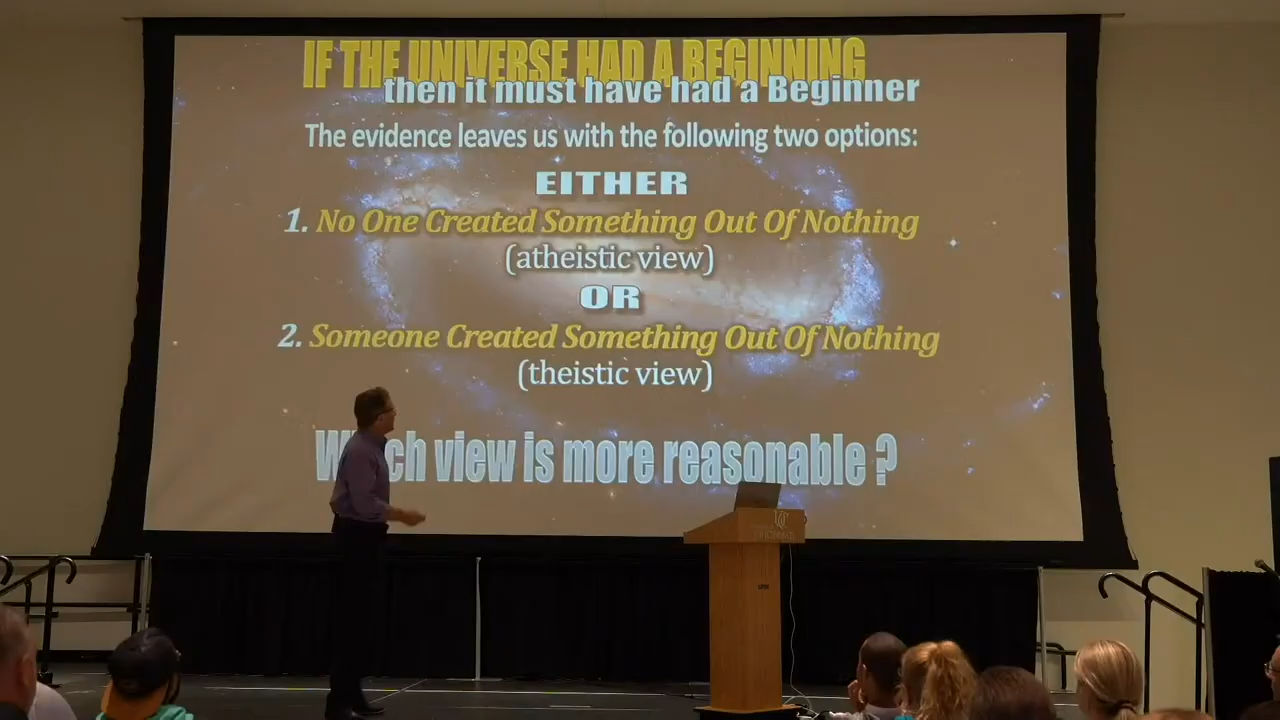 IF THE UNIVERSE HAD A BEGINNING
then it must have had a Beginner
The evidence leaves us with the following two options:
EITHER
1. No One Created Something Out Of Nothing
(atheistic view)
OR
2. Someone Created Something Out Of Nothing
(theistic view)
Which view is more reasonable ?